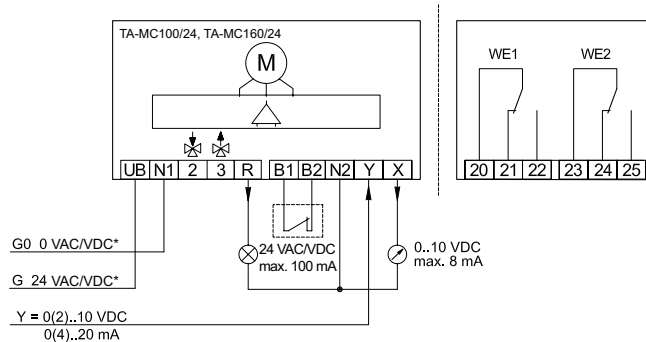 TA-MC100/24, TA-MC160/24
M
WE1 WE2
UB N1 2 3 R B1 B2 N2 Y X
20 21 22 23 24 25
G0 0 VAC/VDC*
24 VAC/VDC
max. 100 mA
0..10 VDC
max. 8 mA
G 24 VAC/VDC*
Y = 0(2)..10 VDC
0(4)..20 mA